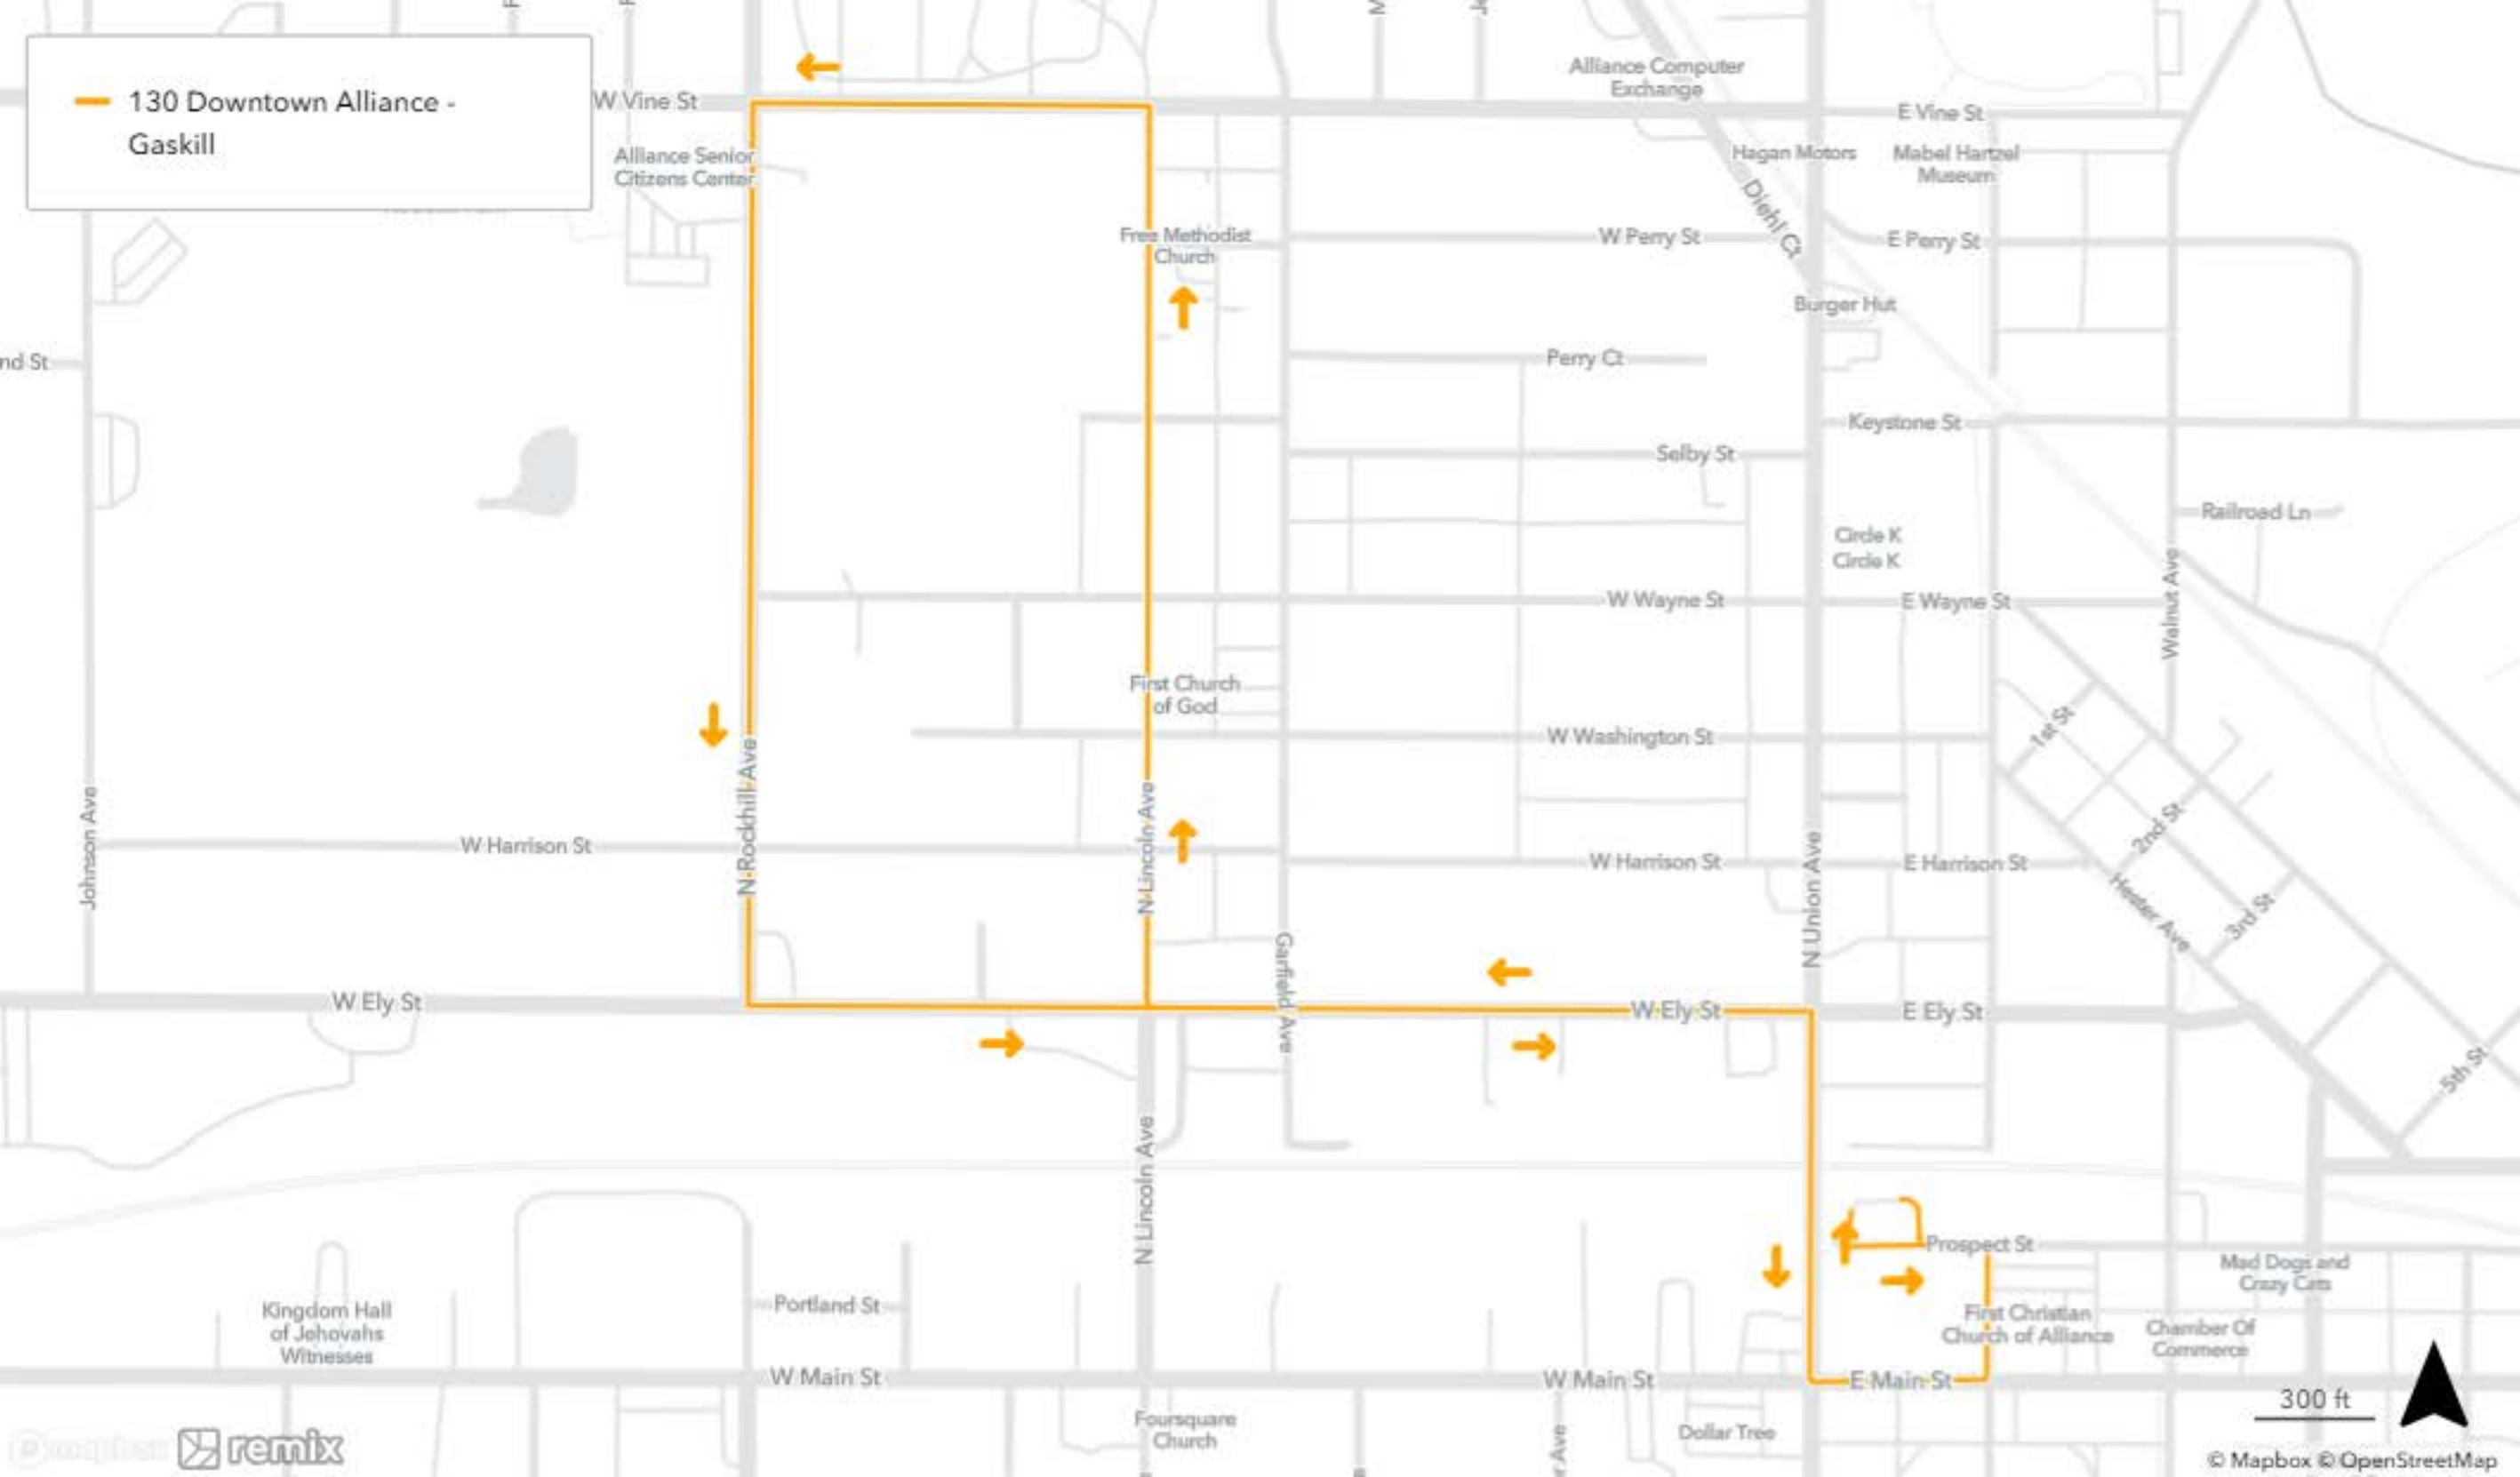 130 Downtown Alliance -
Gaskill
W Vine St
Alliance Computer
Exchange
E Vine St
Alliance Senior
Citizens Center
Hagan Motors
Mabel Hartzel
Museum
Diehl Ct
Free Methodist
Church
W Perry St
E Perry St
Burger Hut
nd St
Perry Ct
Keystone St
Selby St
Railroad Ln
Circle K
Circle K
W Wayne St
E Wayne St
Walnut Ave
First Church
of God
1st St
W Washington St
N Rockhill Ave
Johnson Ave
N Lincoln Ave
2nd St
W Harrison St
W Harrison St
E Harrison St
N Union Ave
Hester Ave
3rd St
Garfield Ave
W Ely St
W Ely St
E Ely St
5th St
N Lincoln Ave
Prospect St
Mad Dogs and
Crazy Cats
Kingdom Hall
of Jehovahs
Witnesses
Portland St
First Christian
Church of Alliance
Chamber Of
Commerce
W Main St
W Main St
E Main St
300 ft
Foursquare
Church
r Ave
Dollar Tree
mapbox
remix
© Mapbox © OpenStreetMap